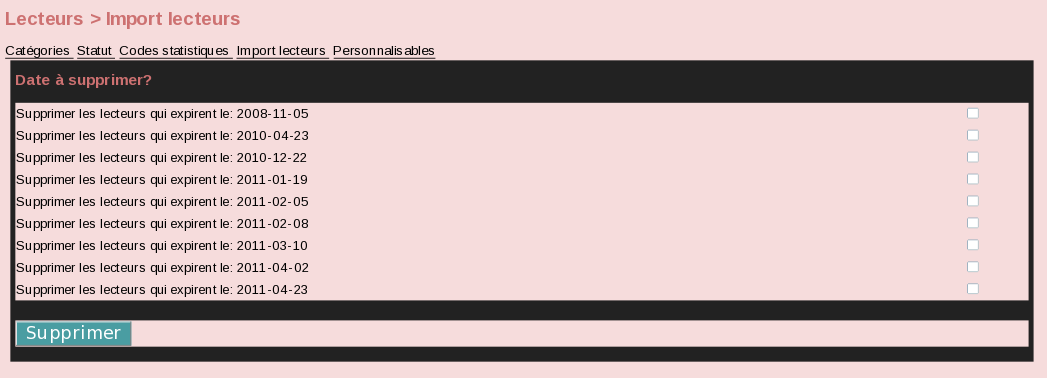 Lecteurs > Import lecteurs
Catégories Statut Codes statistiques Import lecteurs Personnalisables
Date à supprimer?
Supprimer les lecteurs qui expirent le: 2008-11-05
Supprimer les lecteurs qui expirent le: 2010-04-23
Supprimer les lecteurs qui expirent le: 2010-12-22
Supprimer les lecteurs qui expirent le: 2011-01-19
Supprimer les lecteurs qui expirent le: 2011-02-05
Supprimer les lecteurs qui expirent le: 2011-02-08
Supprimer les lecteurs qui expirent le: 2011-03-10
Supprimer les lecteurs qui expirent le: 2011-04-02
Supprimer les lecteurs qui expirent le: 2011-04-23
Supprimer